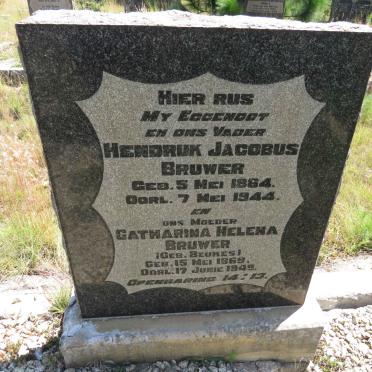 HIER RUS
MY EGGENOOT
EN ONS VADER
HENDRIK JACOBUS
BRUWER
GEB. 5 MEI 1864.
OORL. 7 MEI 1944.
EN
ONS MOEDER
CATHARINA HELENA
BRUWER
(GEB. BEUKES)
GEB. 15 MEI 1869.
OORL. 17 JUNIE 1949.
OPENBARING 14:13.